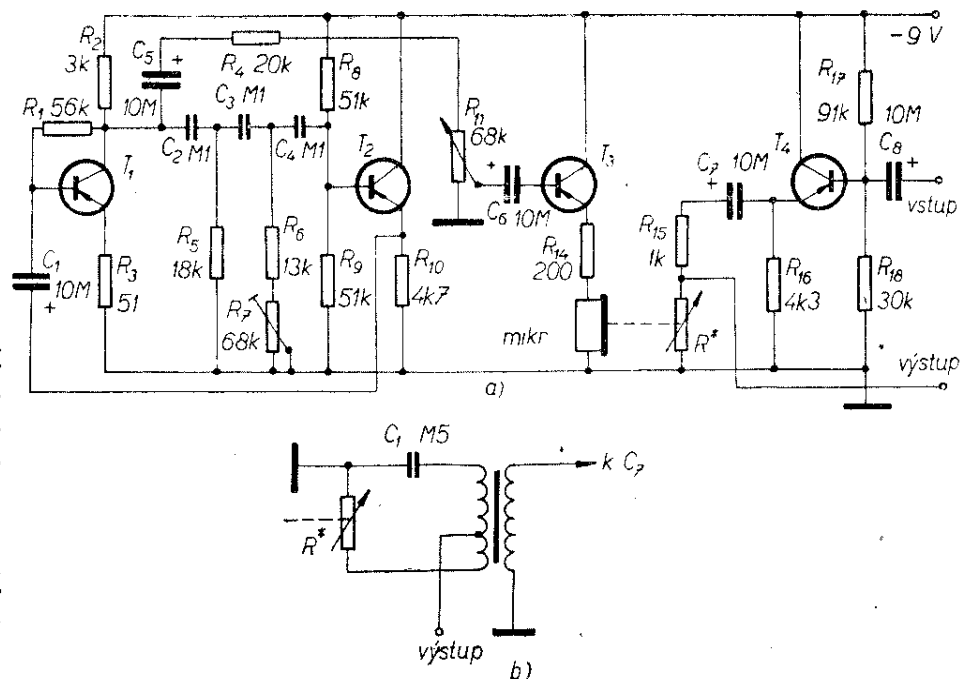 R2
3k
C5
+
10M
R4 20k
R1 56k
C3 M1
C2 M1
C4 M1
T1
R8
51k
T2
R11
68k
+
C6 10M
T3
C7 10M
+
T4
-9 V
R17
91k
10M
C8
+
vstup
C1
10M
+
R3
51
R5
18k
R6
13k
R7
68k
R9
51k
R10
4k7
R14
200
mikr
R15
1k
R*
R16
4k3
R18
30k
výstup
a)
C1 M5
k C7
R*
výstup
b)